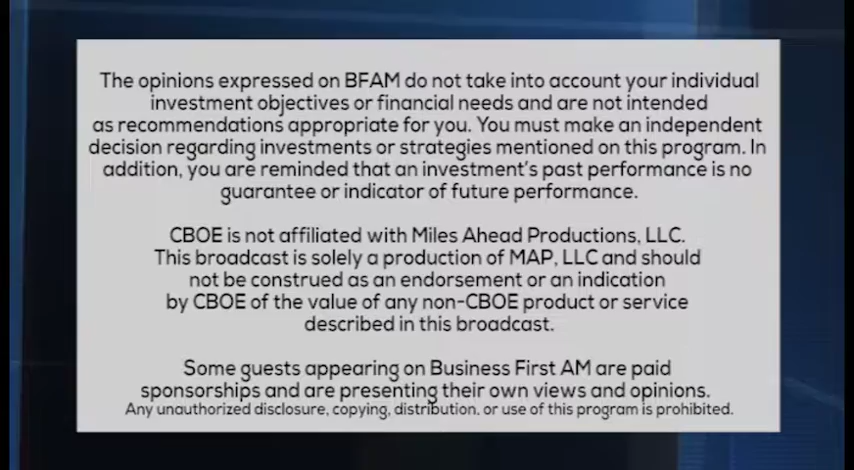 The opinions expressed on BFAM do not take into account your individual
investment objectives or financial needs and are not intended
as recommendations appropriate for you. You must make an independent
decision regarding investments or strategies mentioned on this program. In
addition, you are reminded that an investment's past performance is no
guarantee or indicator of future performance.
CBOE is not affiliated with Miles Ahead Productions, LLC.
This broadcast is solely a production of MAP, LLC and should
not be construed as an endorsement or an indication
by CBOE of the value of any non-CBOE product or service
described in this broadcast.
Some guests appearing on Business First AM are paid
sponsorships and are presenting their own views and opinions.
Any unauthorized disclosure, copying, distribution, or use of this program is prohibited.